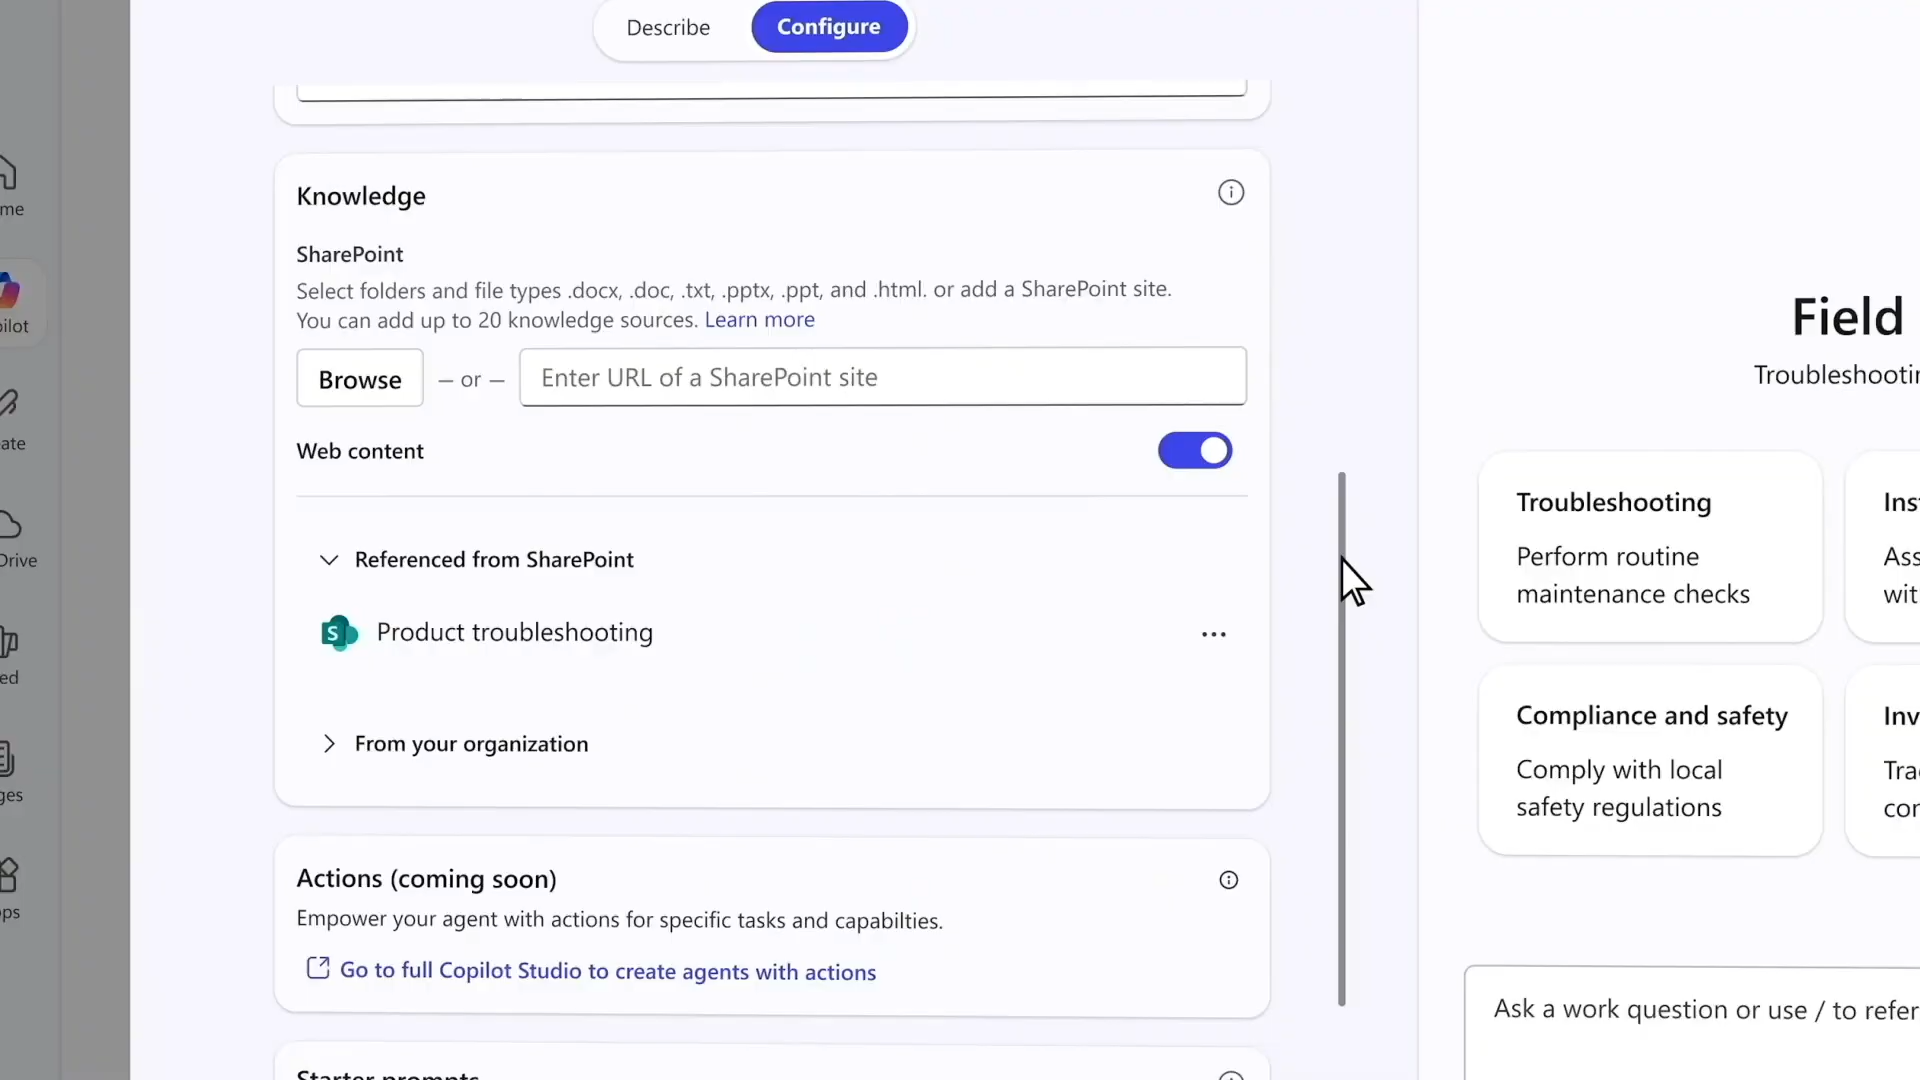 Describe
Configure
Knowledge
SharePoint
Select folders and file types .docx, .doc, .txt, .pptx, .ppt, and .html. or add a SharePoint site.
You can add up to 20 knowledge sources. Learn more
Browse
– or –
Enter URL of a SharePoint site
Web content
Referenced from SharePoint
S
Product troubleshooting
From your organization
Actions (coming soon)
Empower your agent with actions for specific tasks and capabilties.
Go to full Copilot Studio to create agents with actions
Starter prompts
me
pilot
ate
Drive
ed
ges
ps
Field
Troubleshootin
Troubleshooting
Perform routine
maintenance checks
Ins
Ass
wit
Compliance and safety
Comply with local
safety regulations
Inv
Tra
cor
Ask a work question or use / to refer